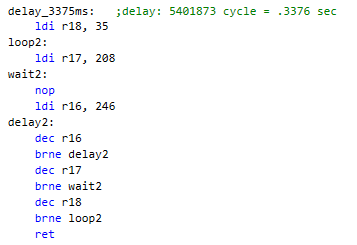 delay_3375ms:   ;delay: 5401873 cycle = .3376 sec
    ldi r18, 35
loop2:
    ldi r17, 208
wait2:
    nop
    ldi r16, 246
delay2:
    dec r16
    brne delay2
    dec r17
    brne wait2
    dec r18
    brne loop2
    ret